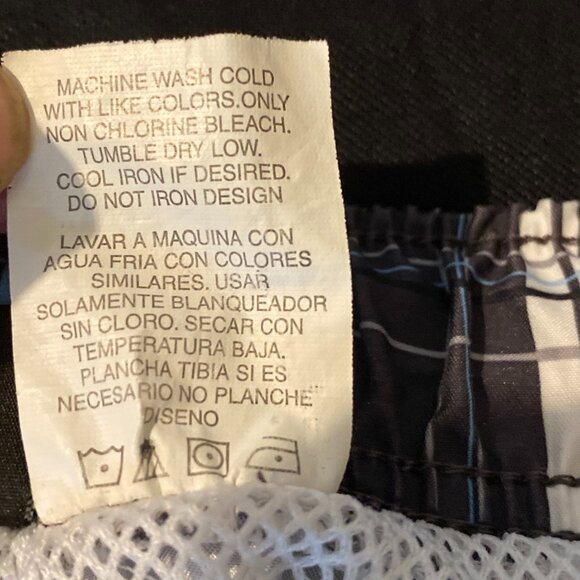 MACHINE WASH COLD
WITH LIKE COLORS.ONLY
NON CHLORINE BLEACH.
TUMBLE DRY LOW.
COOL IRON IF DESIRED.
DO NOT IRON DESIGN
LAVAR A MAQUINA CON
AGUA FRIA CON COLORES
SIMILARES. USAR
SOLAMENTE BLANQUEADOR
SIN CLORO. SECAR CON
TEMPERATURA BAJA.
PLANCHA TIBIA SI ES
NECESARIO NO PLANCHE
DISENO